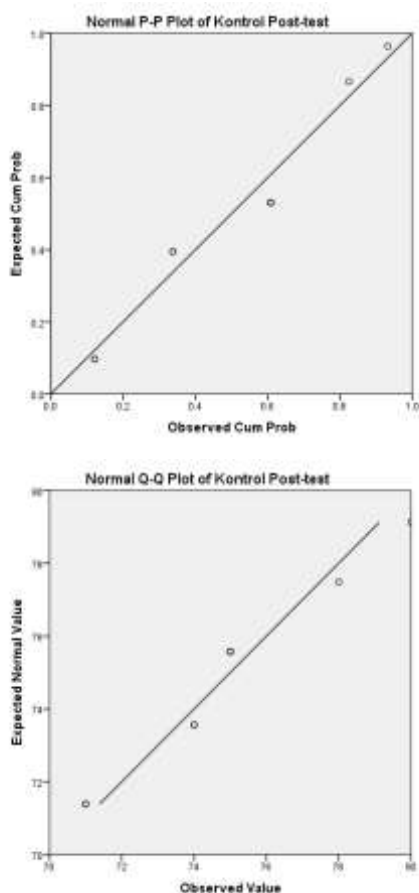 Normal P-P Plot of Kontrol Post-test
1.0
0.8
0.6
0.4
0.2
0.0
Expected Cum Prob
0.0 0.2 0.4 0.6 0.8 1.0
Observed Cum Prob
Normal Q-Q Plot of Kontrol Post-test
80
78
76
74
72
70
Expected Normal Value
70 72 74 76 78 80
Observed Value